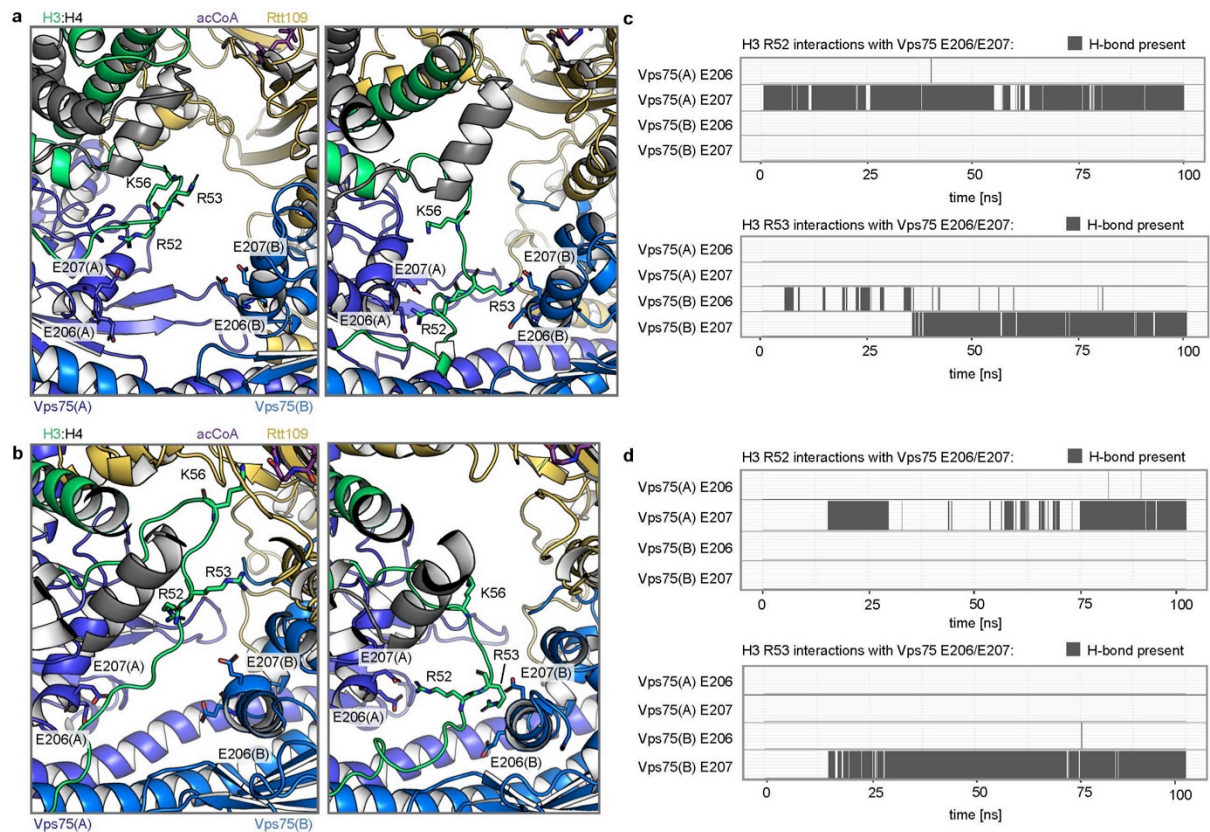 a
H3:H4 acCoA Rtt109
K56
R53
R52
E207(A)
E207(B)
E206(A)
E206(B)
K56
E207(A)
E207(B)
R53
E206(A)
R52
E206(B)
Vps75(A) Vps75(B)
b
H3:H4 acCoA Rtt109
K56
R53
R52
E207(A)
E207(B)
E206(A)
E206(B)
K56
E207(A)
R53
R52
E207(B)
E206(A)
E206(B)
Vps75(A) Vps75(B)
c
H3 R52 interactions with Vps75 E206/E207: H-bond present
Vps75(A) E206
Vps75(A) E207
Vps75(B) E206
Vps75(B) E207
0 25 50 75 100
time [ns]
H3 R53 interactions with Vps75 E206/E207: H-bond present
Vps75(A) E206
Vps75(A) E207
Vps75(B) E206
Vps75(B) E207
0 25 50 75 100
time [ns]
d
H3 R52 interactions with Vps75 E206/E207: H-bond present
Vps75(A) E206
Vps75(A) E207
Vps75(B) E206
Vps75(B) E207
0 25 50 75 100
time [ns]
H3 R53 interactions with Vps75 E206/E207: H-bond present
Vps75(A) E206
Vps75(A) E207
Vps75(B) E206
Vps75(B) E207
0 25 50 75 100
time [ns]